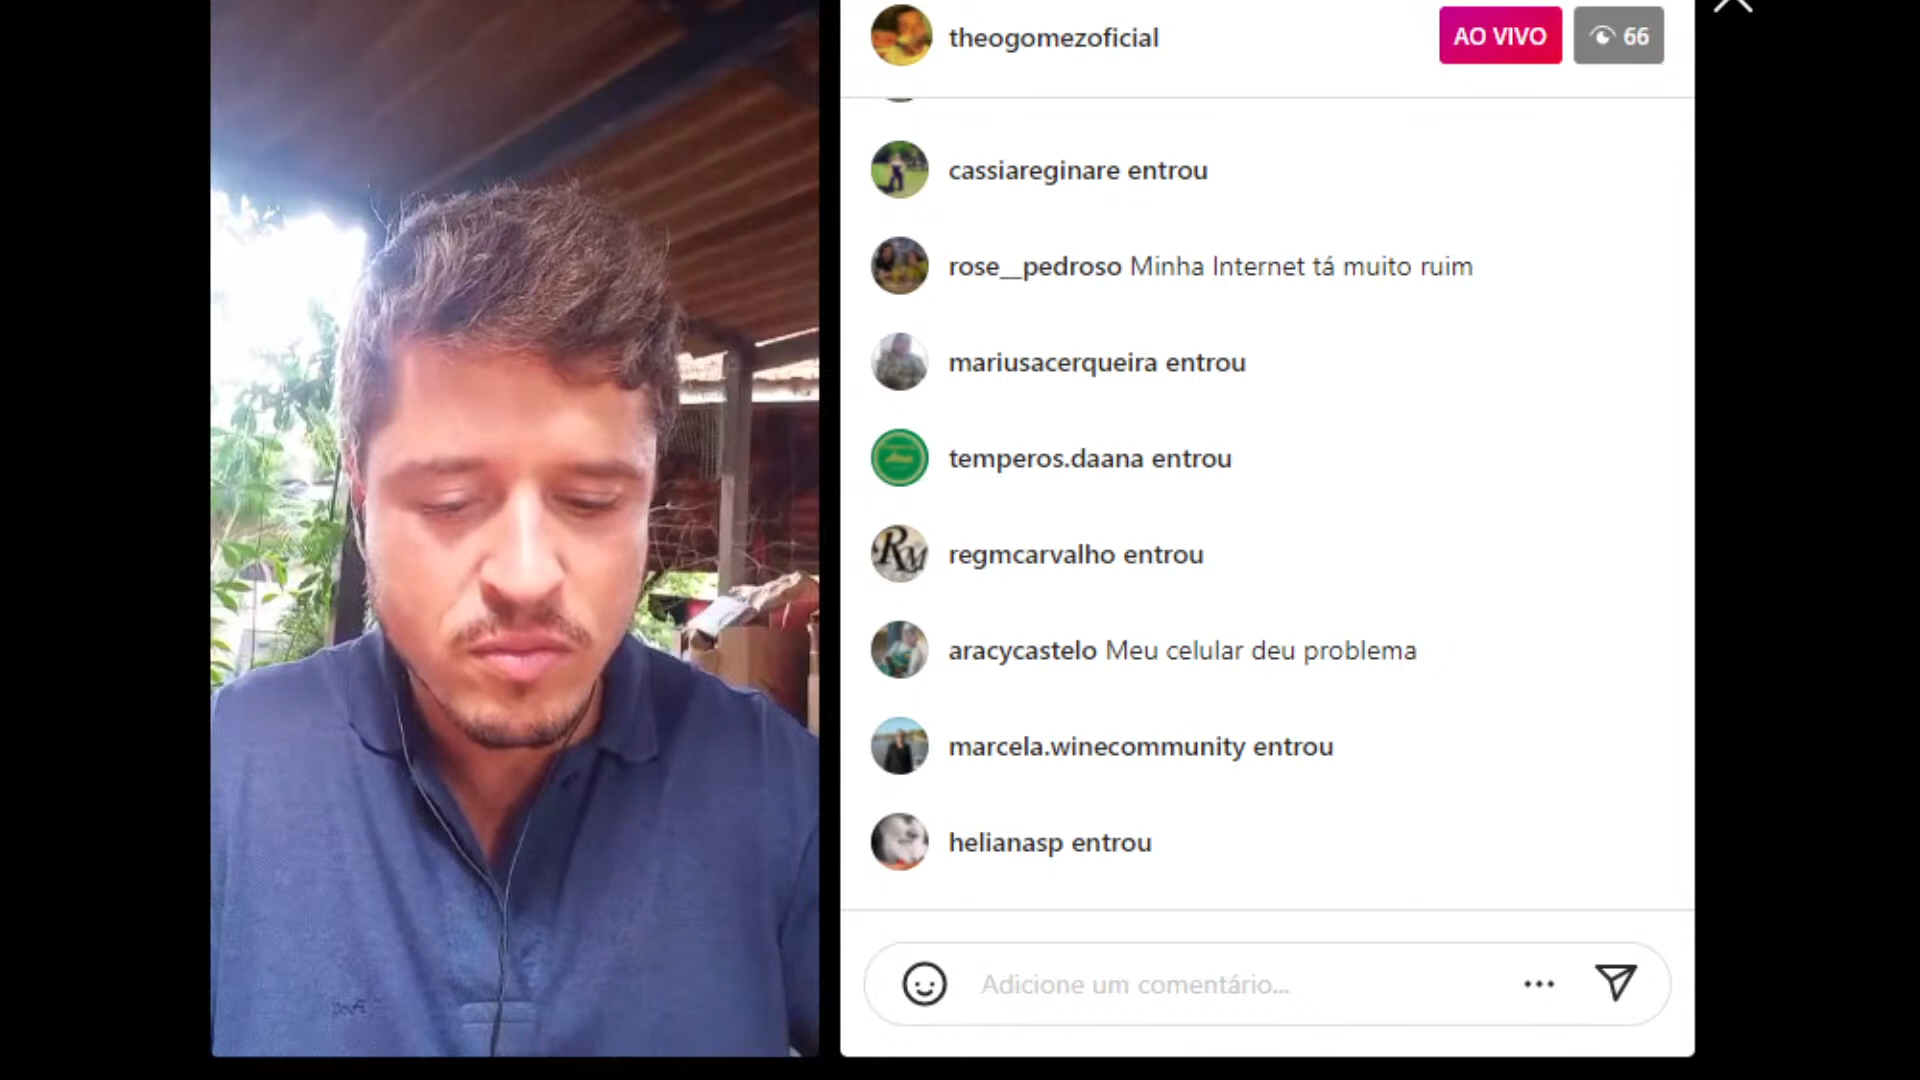 theogomezoficial
AO VIVO
66
cassiareginare entrou
rose__pedroso Minha Internet tá muito ruim
mariusacerqueira entrou
temperos.daana entrou
regmcarvalho entrou
aracycastelo Meu celular deu problema
marcela.winecommunity entrou
helianasp entrou
Adicione um comentário...